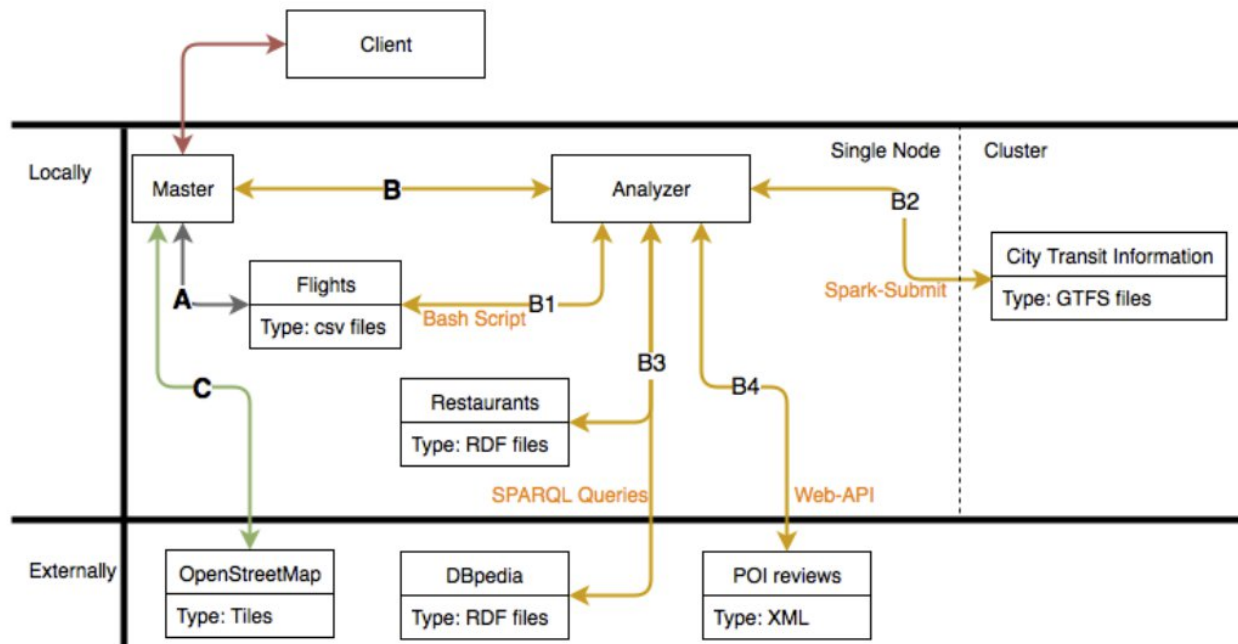 Client
Locally
Single Node
Cluster
Master
B
Analyzer
B2
City Transit Information
Type: GTFS files
Spark-Submit
A
Flights
Type: csv files
B1
Bash Script
C
B3
B4
Restaurants
Type: RDF files
SPARQL Queries
Web-API
Externally
OpenStreetMap
Type: Tiles
DBpedia
Type: RDF files
POI reviews
Type: XML